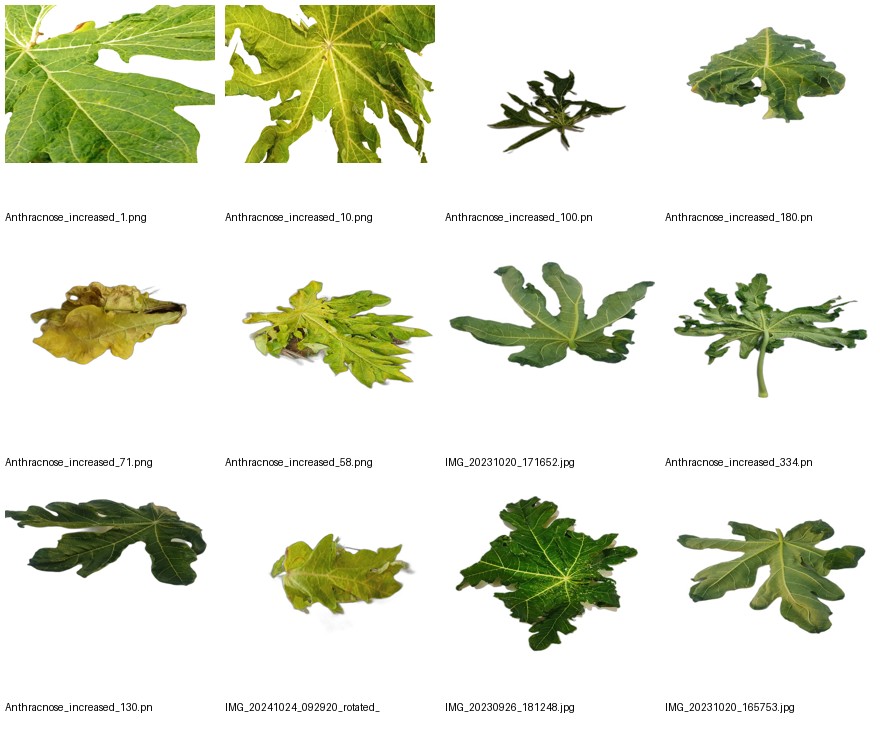 Anthracnose_increased_1.png
Anthracnose_increased_10.png
Anthracnose_increased_100.pn
Anthracnose_increased_180.pn
Anthracnose_increased_71.png
Anthracnose_increased_58.png
IMG_20231020_171652.jpg
Anthracnose_increased_334.pn
Anthracnose_increased_130.pn
IMG_20241024_092920_rotated_
IMG_20230926_181248.jpg
IMG_20231020_165753.jpg